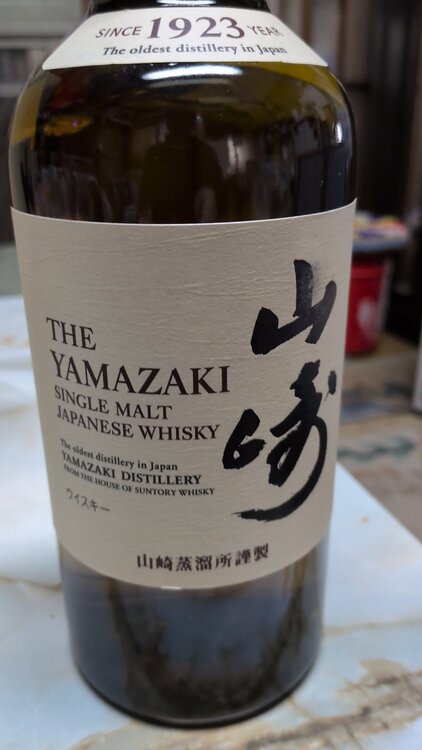 SINCE 1923 YEAR
The oldest distillery in Japan
山崎
THE
YAMAZAKI
SINGLE MALT
JAPANESE WHISKY
The oldest distillery in Japan
YAMAZAKI DISTILLERY
FROM THE HOUSE OF SUNTORY WHISKY
ウイスキー
山崎蒸溜所謹製